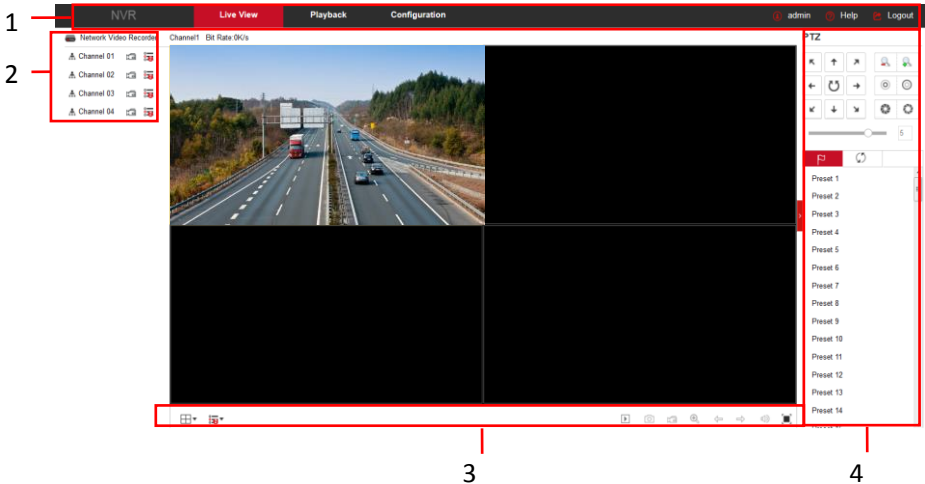 NVR Live View Playback Configuration admin Help Logout
1
Network Video Recorder Channel1 Bit Rate:0K/s PTZ
Channel 01
2
Channel 02
Channel 03
Channel 04
5
Preset 1
Preset 2
Preset 3
Preset 4
Preset 5
Preset 6
Preset 7
Preset 8
Preset 9
Preset 10
Preset 11
Preset 12
Preset 13
Preset 14
3
4